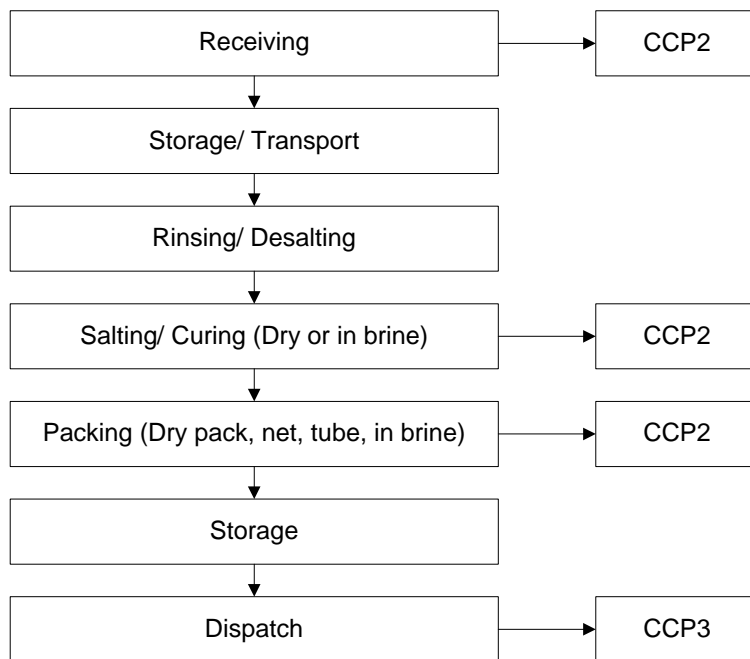 Receiving
CCP2
Storage/ Transport
Rinsing/ Desalting
Salting/ Curing (Dry or in brine)
CCP2
Packing (Dry pack, net, tube, in brine)
CCP2
Storage
Dispatch
CCP3